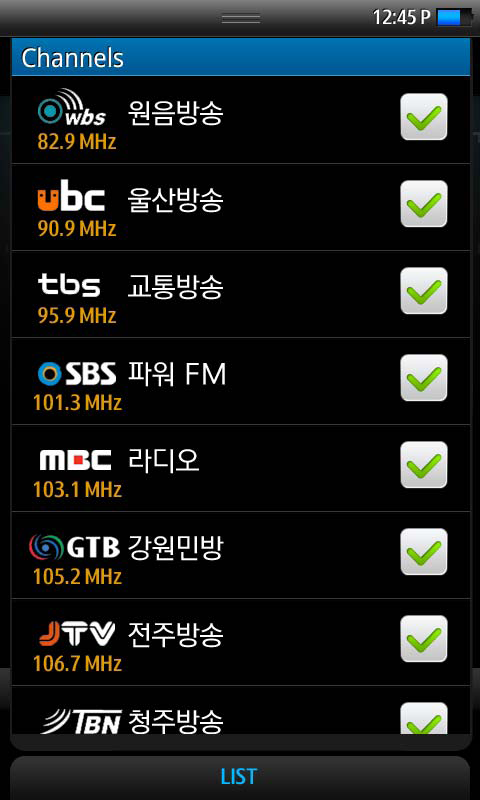 12:45 P
Channels
wbs 원음방송
82.9 MHz
ubc 울산방송
90.9 MHz
tbs 교통방송
95.9 MHz
SBS 파워 FM
101.3 MHz
MBC 라디오
103.1 MHz
GTB 강원민방
105.2 MHz
JTV 전주방송
106.7 MHz
TBN 청주방송
LIST